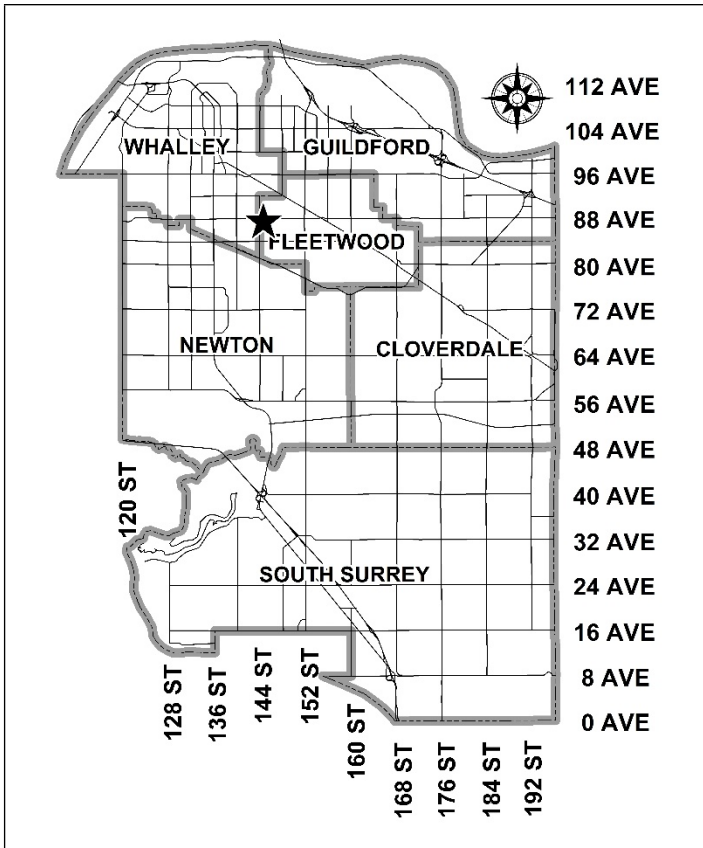 112 AVE
104 AVE
WHALLEY
GUILDFORD
96 AVE
88 AVE
FLEETWOOD
80 AVE
72 AVE
NEWTON
CLOVERDALE
64 AVE
56 AVE
48 AVE
120 ST
40 AVE
32 AVE
SOUTH SURREY
24 AVE
16 AVE
8 AVE
0 AVE
128 ST
136 ST
144 ST
152 ST
160 ST
168 ST
176 ST
184 ST
192 ST